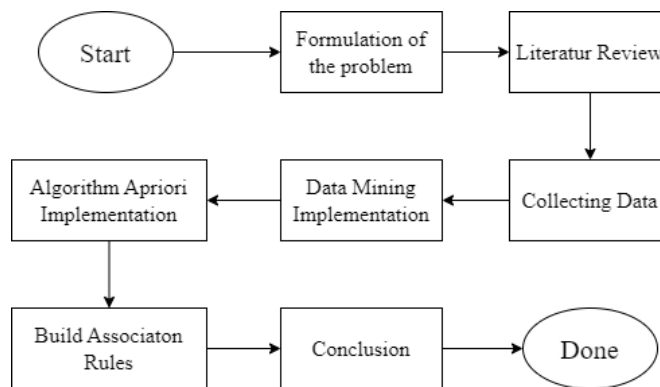 Start
Formulation of
the problem
Literatur Review
Algorithm Apriori
Implementation
Data Mining
Implementation
Collecting Data
Build Associaton
Rules
Conclusion
Done